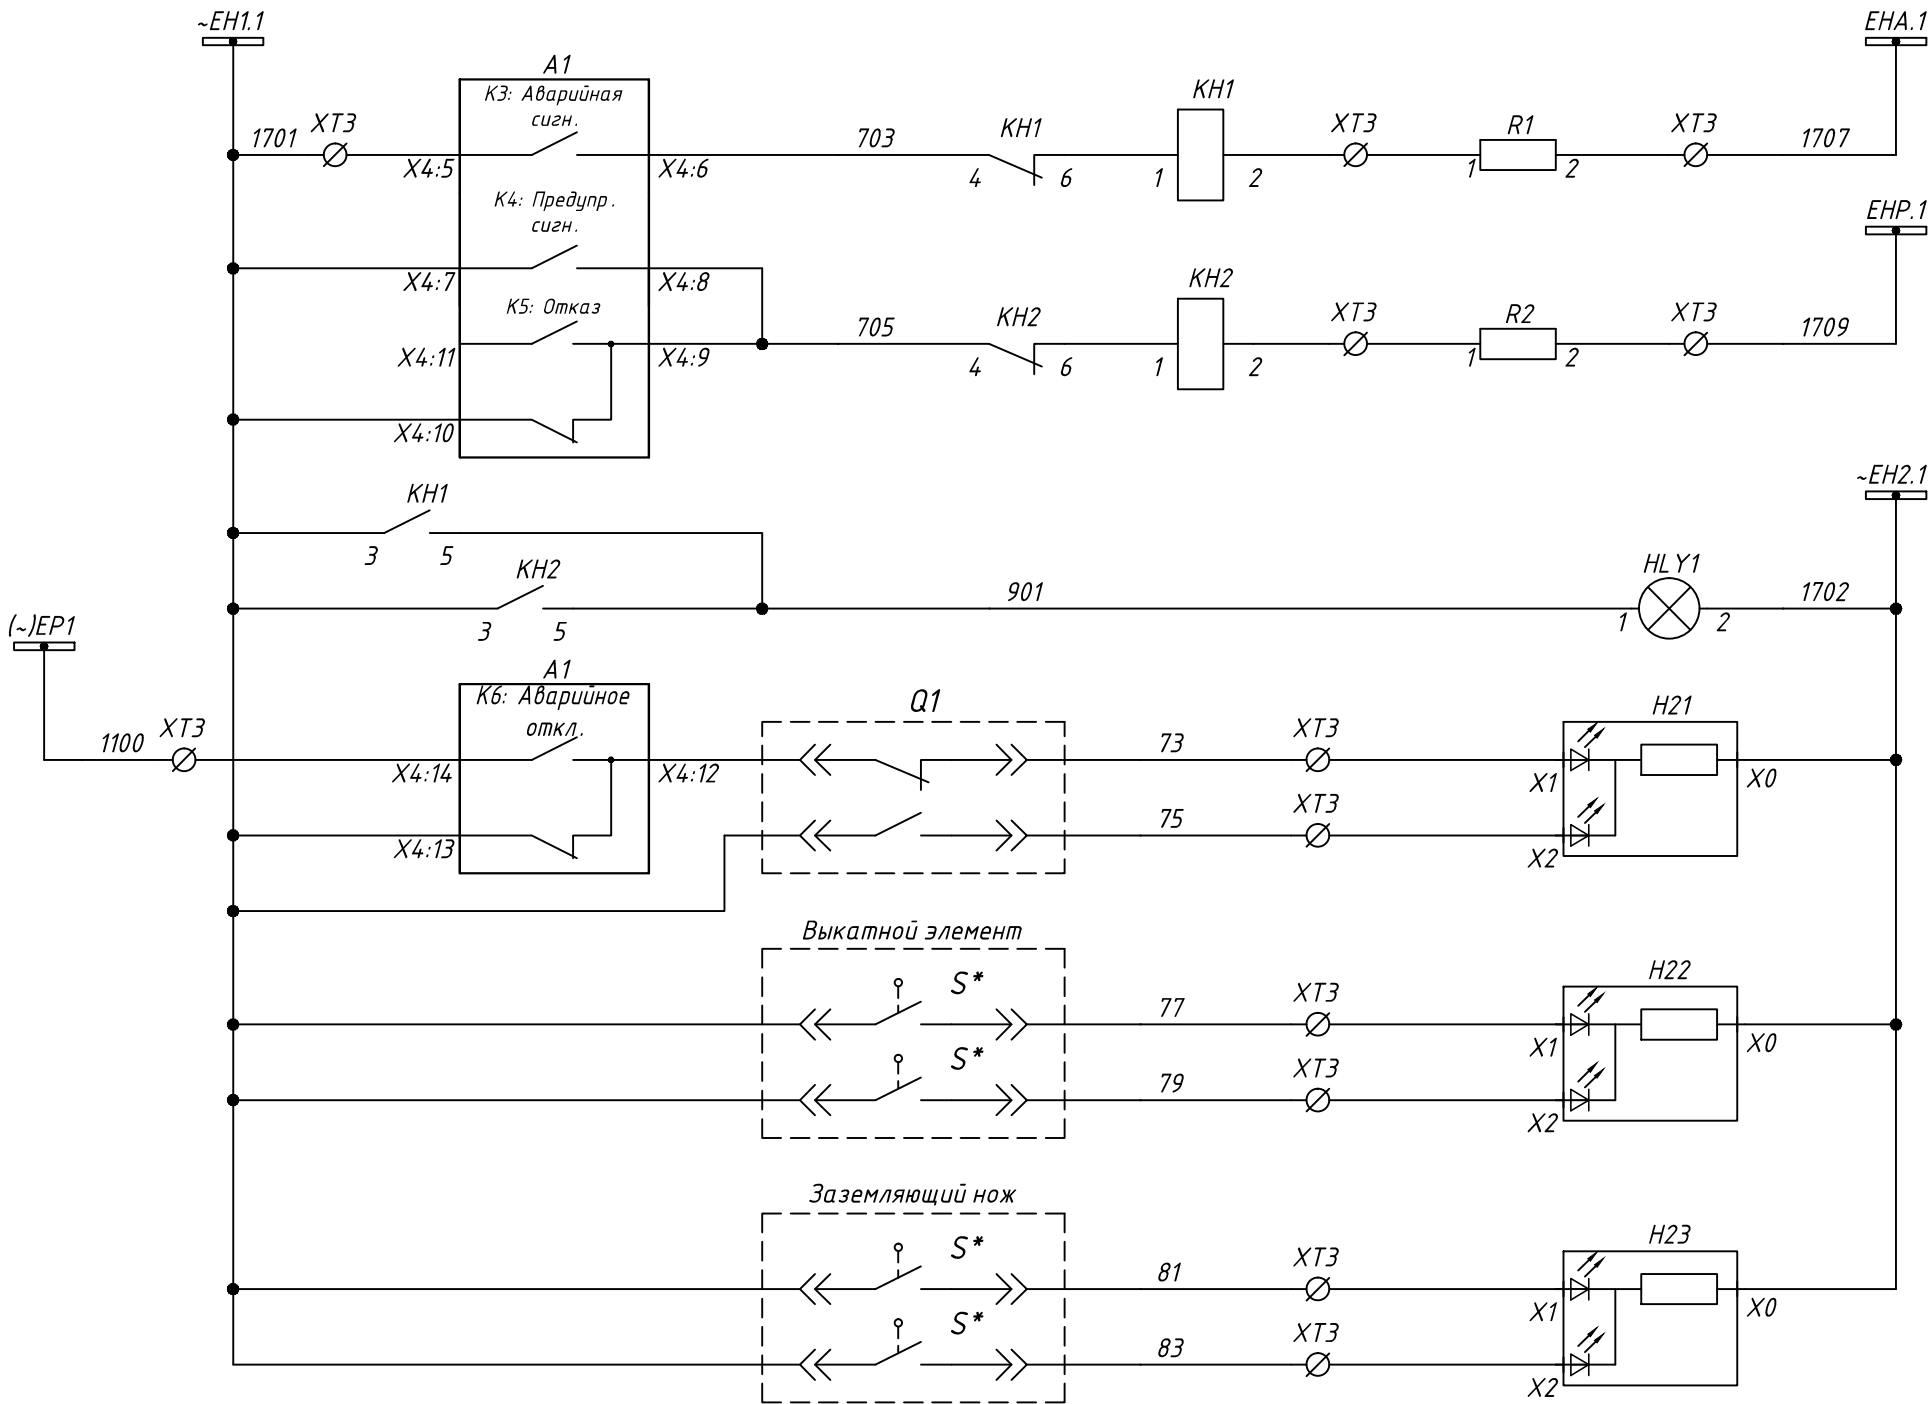 ~EH1.1
EHA.1
A1
K3: Аварийная
сигн.
1701
XT3
X4:5
X4:6
703
KH1
4
6
KH1
1
2
XT3
R1
1
2
XT3
1707
K4: Предупр.
сигн.
X4:7
X4:8
EHP.1
K5: Отказ
X4:11
X4:9
705
KH2
4
6
KH2
1
2
XT3
R2
1
2
XT3
1709
X4:10
~EH2.1
KH1
3
5
KH2
3
5
901
HLY1
1
2
1702
(~)EP1
1100
XT3
A1
K6: Аварийное
откл.
X4:14
X4:12
X4:13
Q1
73
XT3
75
XT3
H21
X1
X0
X2
Выкатной элемент
S*
77
XT3
S*
79
XT3
H22
X1
X0
X2
Заземляющий нож
S*
81
XT3
S*
83
XT3
H23
X1
X0
X2